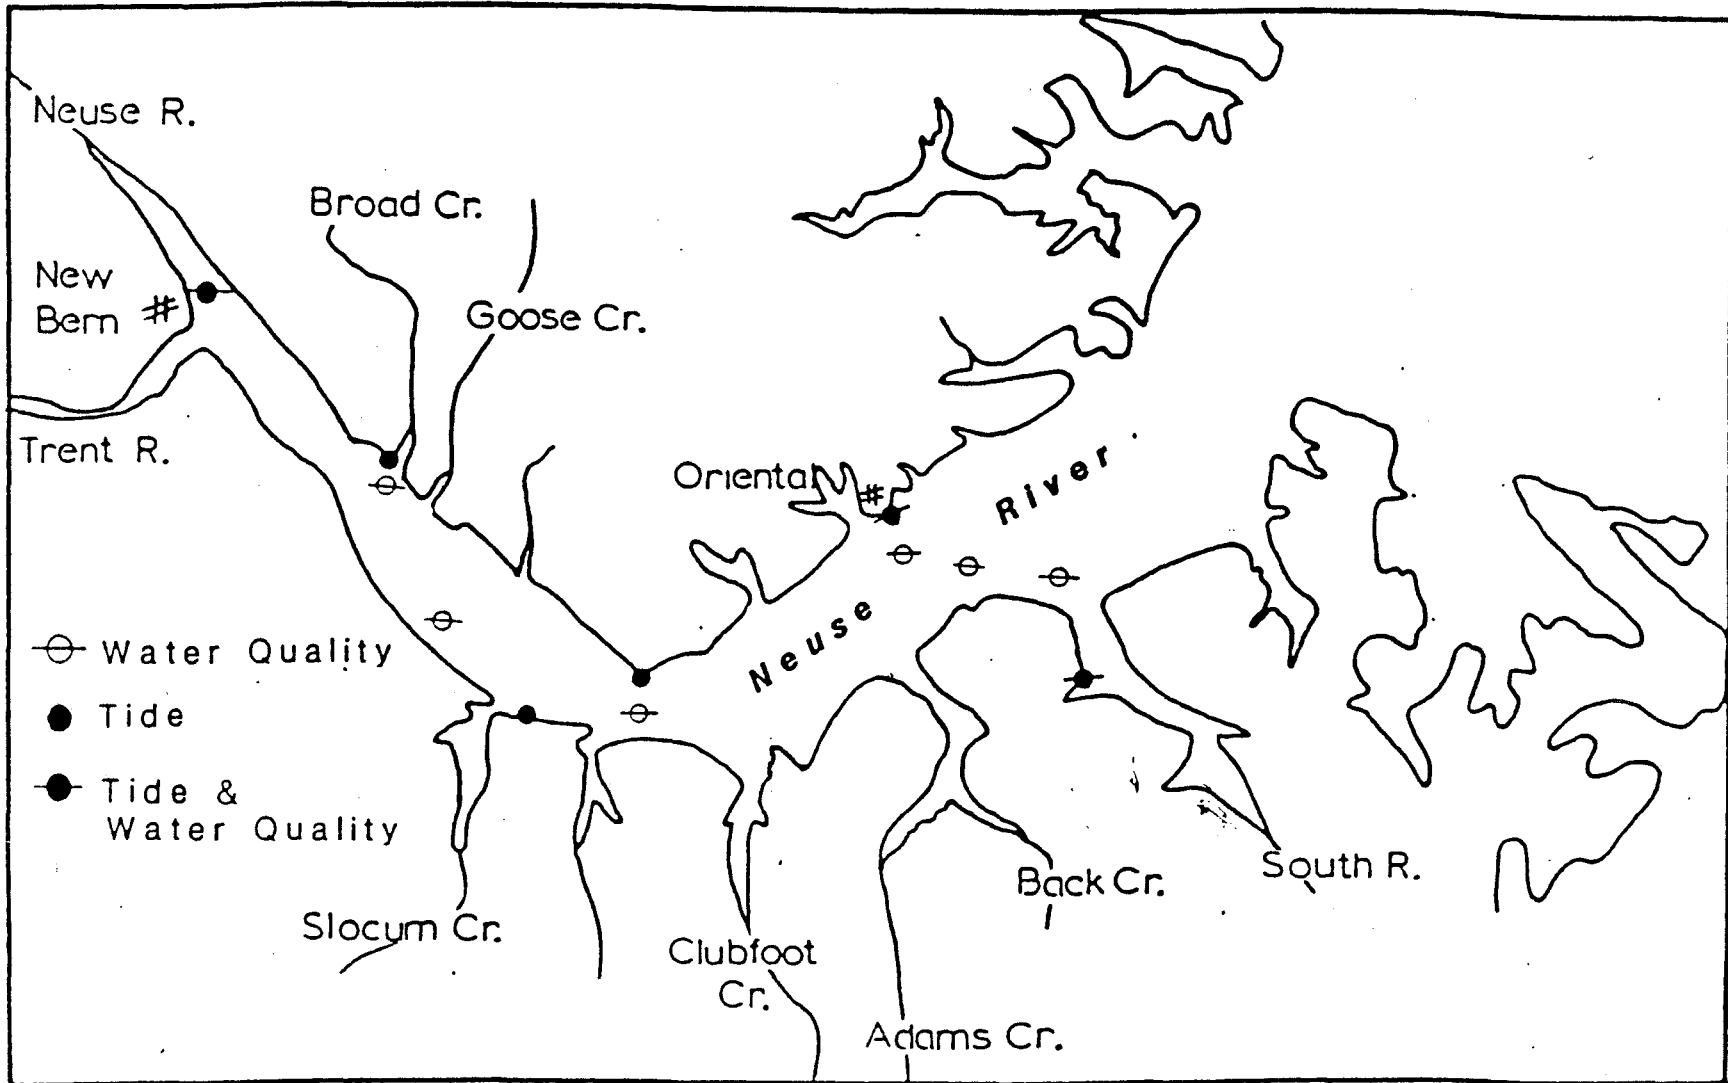 Neuse R.
Broad Cr.
New
Bern #
Goose Cr.
Trent R.
Oriental #
Neuse River
Water Quality
Tide
Tide &
Water Quality
Slocum Cr.
Clubfoot
Cr.
Adams Cr.
Back Cr.
South R.